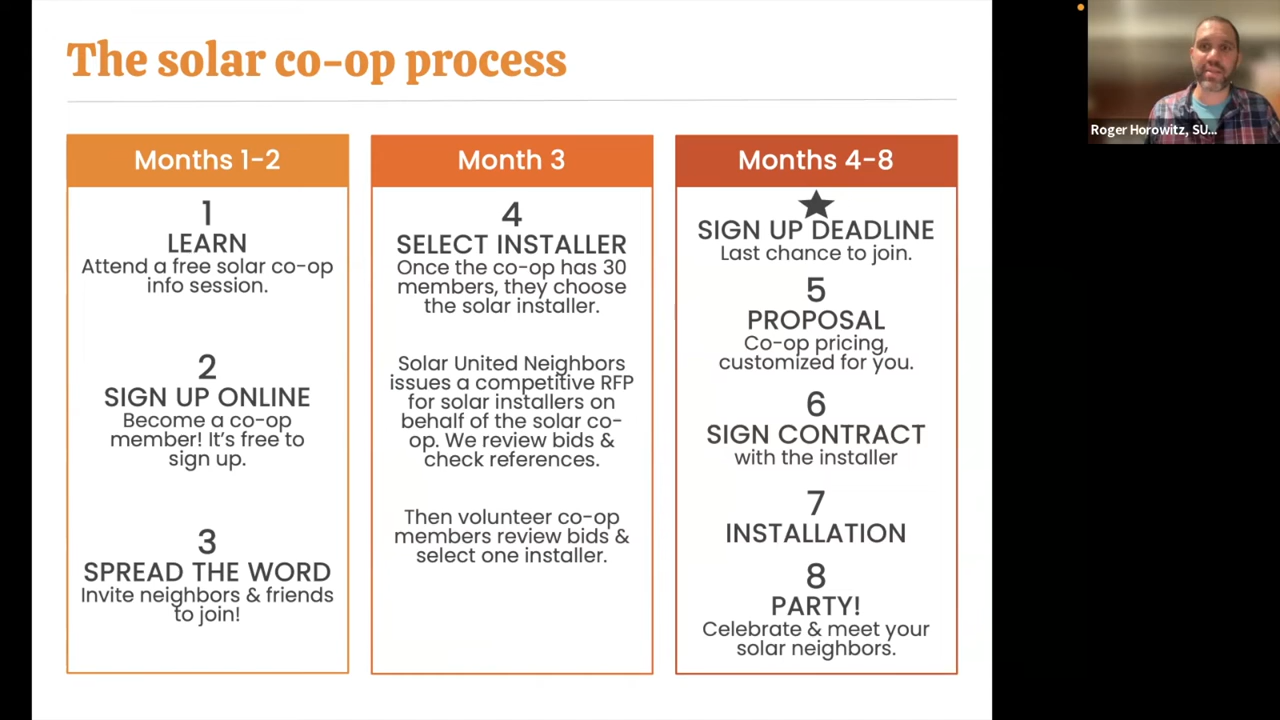 The solar co-op process
Months 1-2
1
LEARN
Attend a free solar co-op
info session.
2
SIGN UP ONLINE
Become a co-op
member! It's free to
sign up.
3
SPREAD THE WORD
Invite neighbors & friends
to join!
Month 3
4
SELECT INSTALLER
Once the co-op has 30
members, they choose
the solar installer.
Solar United Neighbors
issues a competitive RFP
for solar installers on
behalf of the solar co-
op. We review bids &
check references.
Then volunteer co-op
members review bids &
select one installer.
Months 4-8
SIGN UP DEADLINE
Last chance to join.
5
PROPOSAL
Co-op pricing,
customized for you.
6
SIGN CONTRACT
with the installer
7
INSTALLATION
8
PARTY!
Celebrate & meet your
solar neighbors.
Roger Horowitz, SU...